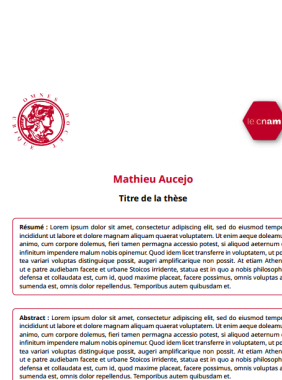 OMNES DOCET UBIQUE
le cnam
Mathieu Aucejo
Titre de la thèse
Résumé : Lorem ipsum dolor sit amet, consectetur adipiscing elit, sed do eiusmod temp
incididunt ut labore et dolore magnam aliquam quaerat voluptatem. Ut enim aeque doleamu
animo, cum corpore dolemus, fieri tamen permagna accessio potest, si aliquod aeternum
infinitum impendere malum nobis opinemur. Quod idem licet transferre in voluptatem, ut po
tea variari voluptas distinguique possit, augeri amplificarique non possit. At etiam Athen
ut e patre audiebam facete et urbane Stoicos irridente, statua est in quo a nobis philosoph
defensa et collaudata est, cum id, quod maxime placeat, facere possimus, omnis voluptas a
sumenda est, omnis dolor repellendus. Temporibus autem quibusdam et.
Abstract : Lorem ipsum dolor sit amet, consectetur adipiscing elit, sed do eiusmod temp
incididunt ut labore et dolore magnam aliquam quaerat voluptatem. Ut enim aeque doleamu
animo, cum corpore dolemus, fieri tamen permagna accessio potest, si aliquod aeternum
infinitum impendere malum nobis opinemur. Quod idem licet transferre in voluptatem, ut po
tea variari voluptas distinguique possit, augeri amplificarique non possit. At etiam Athen
ut e patre audiebam facete et urbane Stoicos irridente, statua est in quo a nobis philosoph
defensa et collaudata est, cum id, quod maxime placeat, facere possimus, omnis voluptas a
sumenda est, omnis dolor repellendus. Temporibus autem quibusdam et.